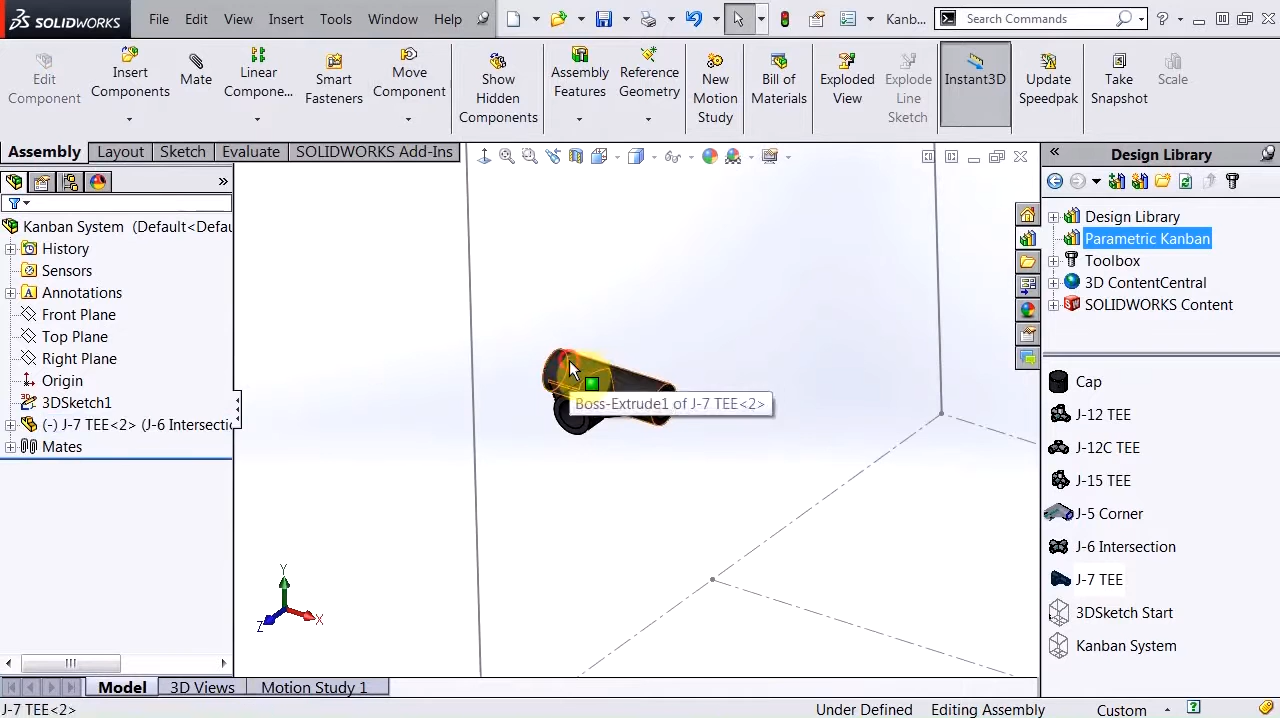 SOLIDWORKS File Edit View Insert Tools Window Help Kanb... Search Commands
Edit Component
Insert Components
Mate
Linear Compone...
Smart Fasteners
Move Component
Show Hidden Components
Assembly Features
Reference Geometry
New Motion Study
Bill of Materials
Exploded View
Explode Line Sketch
Instant3D
Update Speedpak
Take Snapshot
Scale
Assembly Layout Sketch Evaluate SOLIDWORKS Add-Ins
Kanban System (Default<Defau
History
Sensors
Annotations
Front Plane
Top Plane
Right Plane
Origin
3DSketch1
(-) J-7 TEE<2> (J-6 Intersectio
Mates
Boss-Extrude1 of J-7 TEE<2>
Y
X
Z
Design Library
Design Library
Parametric Kanban
Toolbox
3D ContentCentral
SOLIDWORKS Content
Cap
J-12 TEE
J-12C TEE
J-15 TEE
J-5 Corner
J-6 Intersection
J-7 TEE
3DSketch Start
Kanban System
Model 3D Views Motion Study 1
J-7 TEE<2> Under Defined Editing Assembly Custom